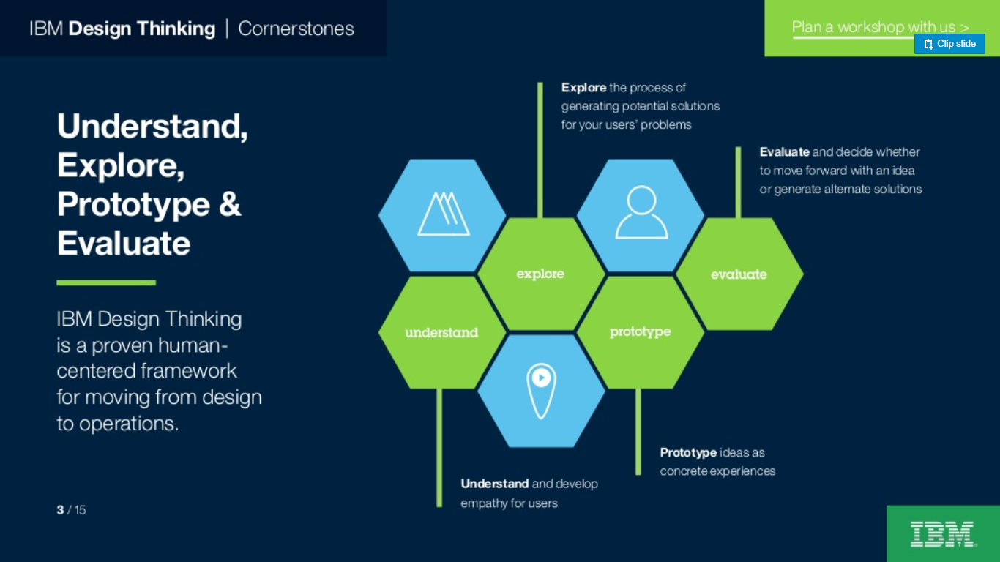 IBM Design Thinking | Cornerstones
Plan a workshop with us >
Clip slide
Understand,
Explore,
Prototype &
Evaluate
IBM Design Thinking
is a proven human-
centered framework
for moving from design
to operations.
Explore the process of
generating potential solutions
for your users’ problems
Evaluate and decide whether
to move forward with an idea
or generate alternate solutions
explore
evaluate
understand
prototype
Prototype ideas as
concrete experiences
Understand and develop
empathy for users
3 / 15
IBM®